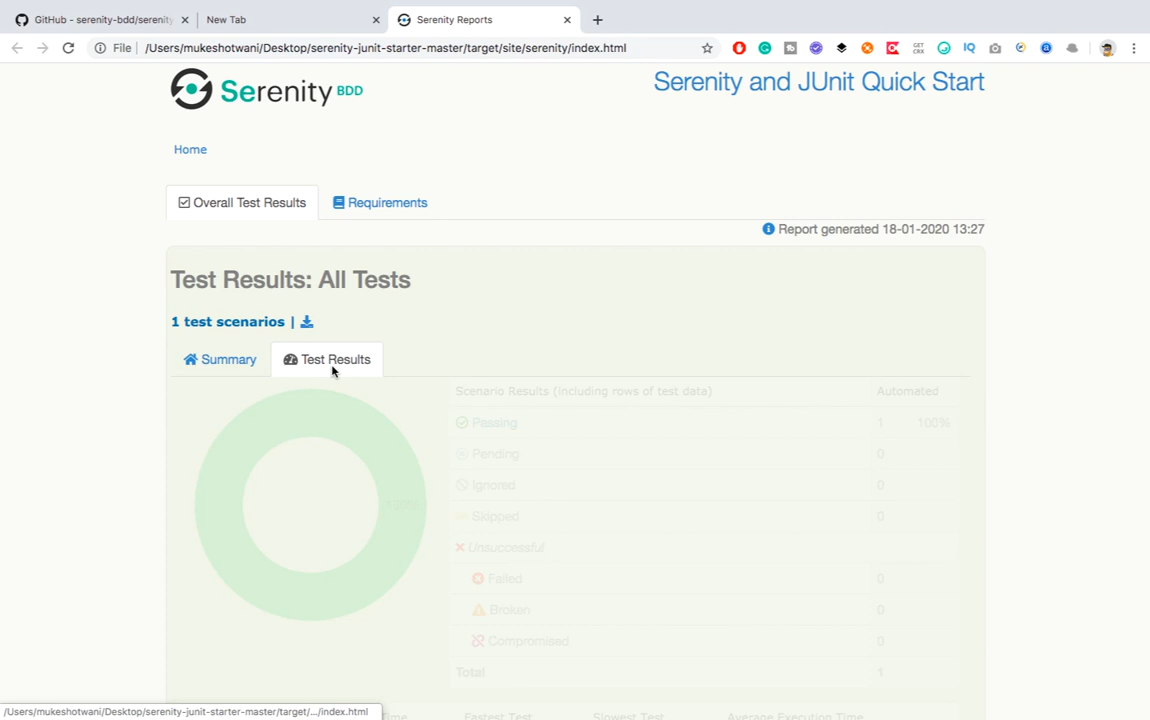 GitHub - serenity-bdd/serenity
New Tab
Serenity Reports
File
/Users/mukeshotwani/Desktop/serenity-junit-starter-master/target/site/serenity/index.html
GET CRX
IQ
Serenity BDD
Serenity and JUnit Quick Start
Home
Overall Test Results
Requirements
Report generated 18-01-2020 13:27
Test Results: All Tests
1 test scenarios |
Summary
Test Results
Scenario Results (including rows of test data) Automated
Passing 1 100%
Pending 0
Ignored 0
Skipped 0
Unsuccessful
Failed 0
Broken 0
Compromised 0
Total 1
/Users/mukeshotwani/Desktop/serenity-junit-starter-master/target/.../index.html
Time Fastest Test Slowest Test Average Execution Time